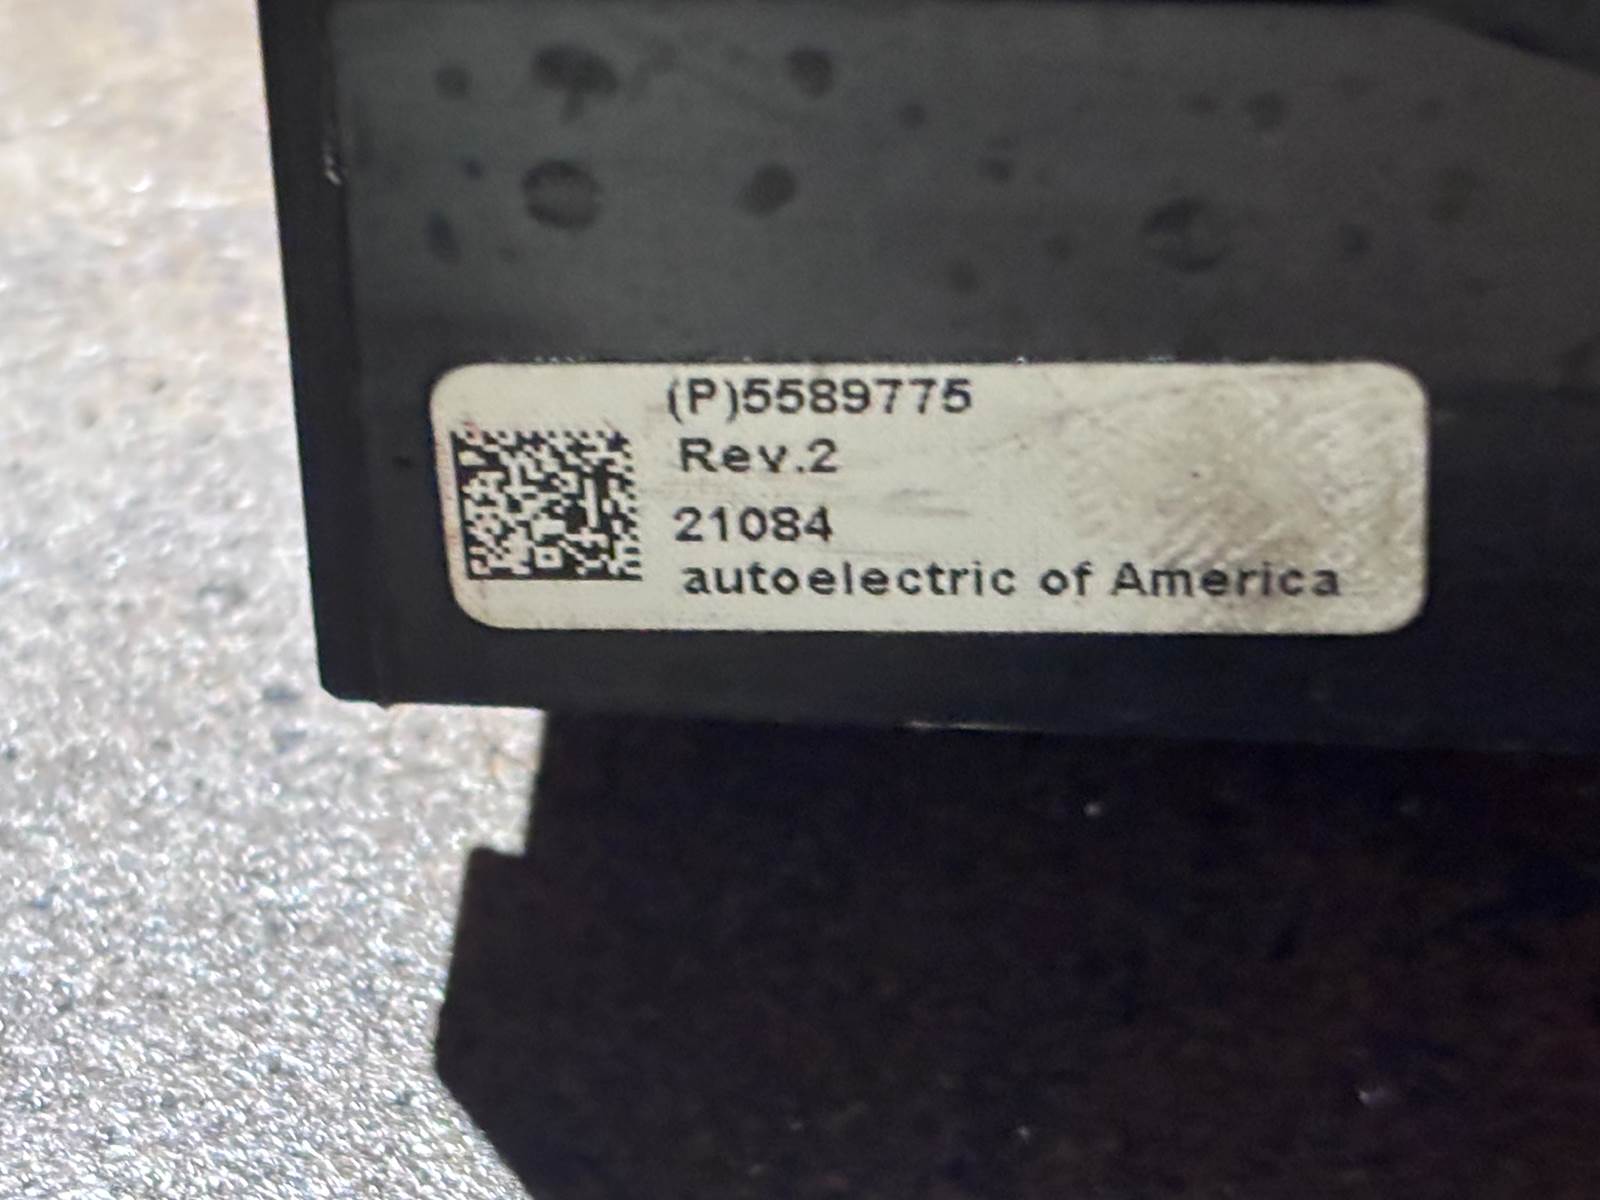 (P)5589775
Rev.2
21084
autoelectric of America